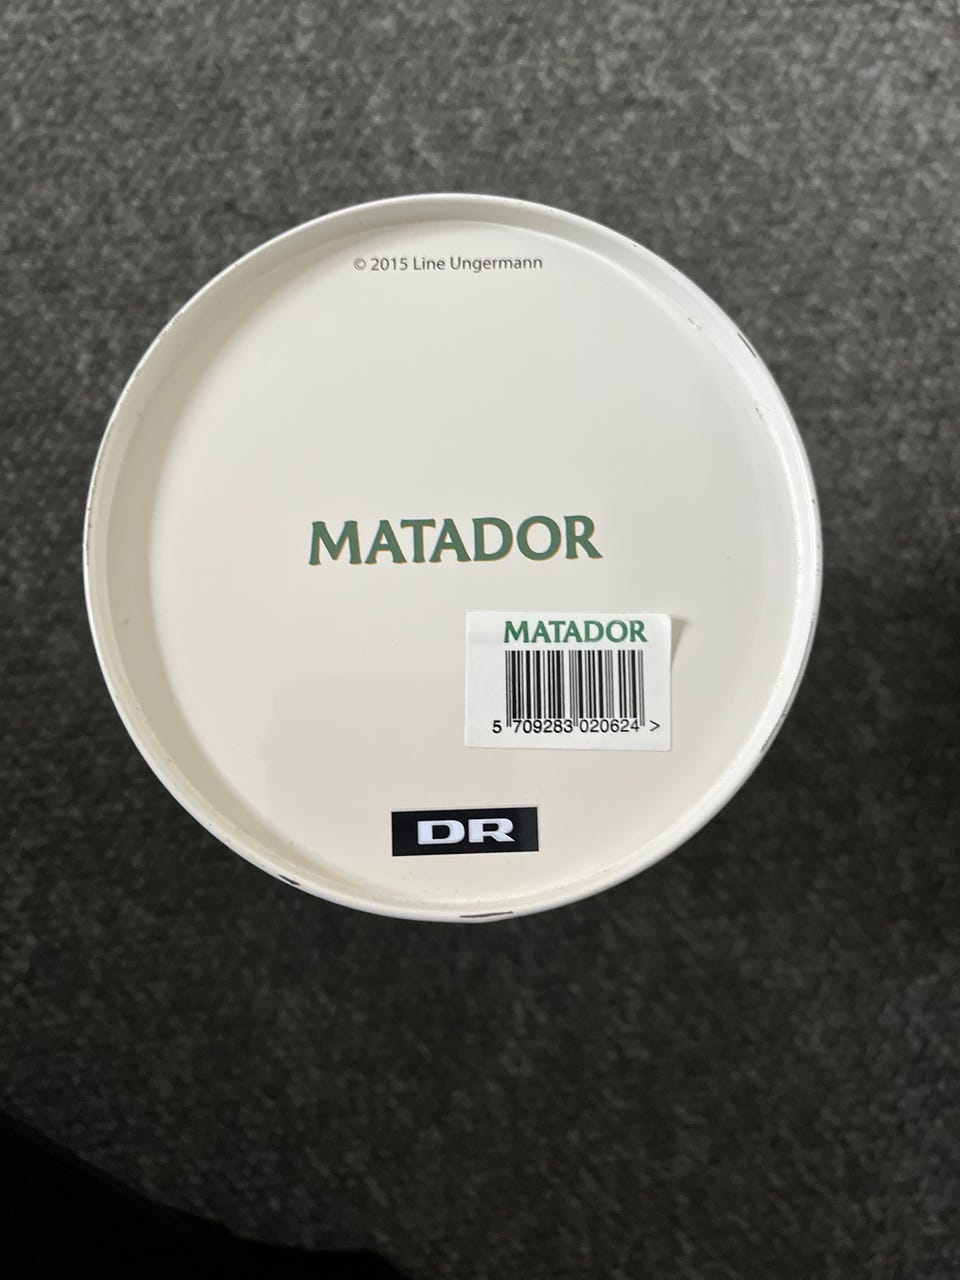 © 2015 Line Ungermann
MATADOR
MATADOR
5 709283 020624 >
DR